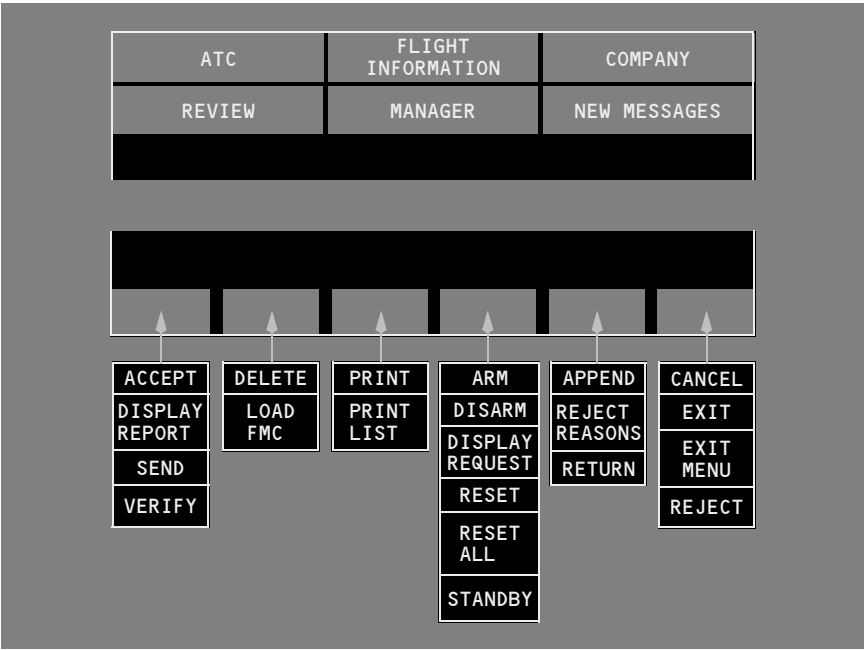 ATC
FLIGHT
INFORMATION
COMPANY
REVIEW
MANAGER
NEW MESSAGES
ACCEPT
DISPLAY
REPORT
SEND
VERIFY
DELETE
LOAD
FMC
PRINT
PRINT
LIST
ARM
DISARM
DISPLAY
REQUEST
RESET
RESET
ALL
STANDBY
APPEND
REJECT
REASONS
RETURN
CANCEL
EXIT
EXIT
MENU
REJECT